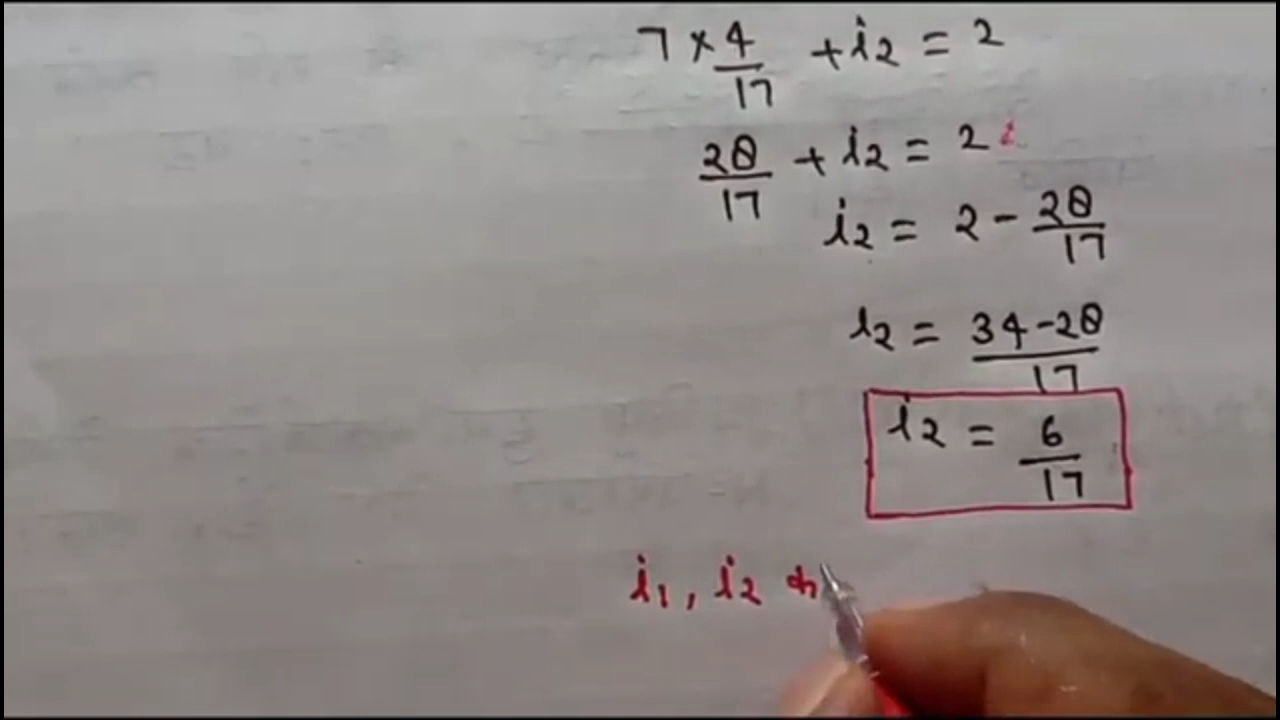 7 × 4/17 + i2 = 2
28/17 + i2 = 2
i2 = 2 - 28/17
i2 = 34-28/17
i2 = 6/17
i1, i2